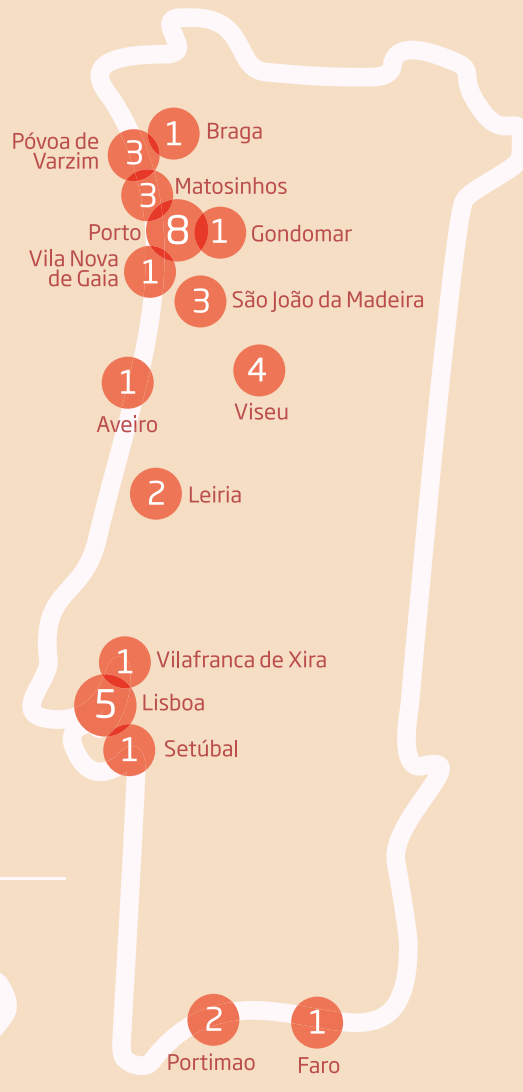 1 Braga
Póvoa de
Varzim
3
3 Matosinhos
Porto 8
1 Gondomar
Vila Nova
de Gaia
1
3 São João da Madeira
1
Aveiro
4
Viseu
2 Leiria
1 Vilafranca de Xira
5 Lisboa
1 Setúbal
2
Portimao
1
Faro